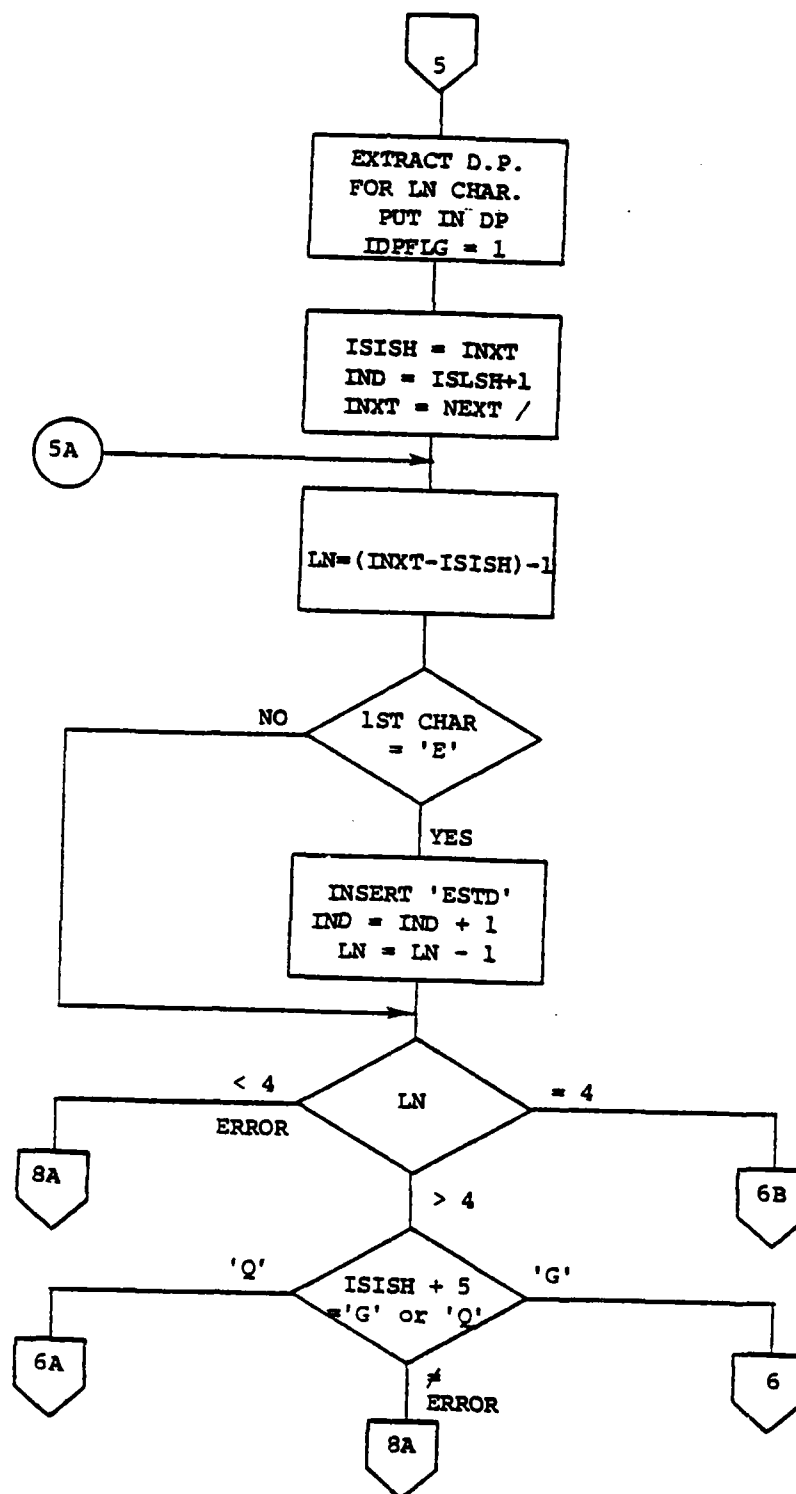 5
EXTRACT D.P.
FOR LN CHAR.
PUT IN DP
IDPFLG = 1
ISISH = INXT
IND = ISLSH+1
INXT = NEXT /
5A
LN=(INXT-ISISH)-1
NO
1ST CHAR
= 'E'
YES
INSERT 'ESTD'
IND = IND + 1
LN = LN - 1
< 4
LN
= 4
ERROR
8A
6B
> 4
'Q'
ISISH + 5
='G' or 'Q'
'G'
6A
6
≠
ERROR
8A